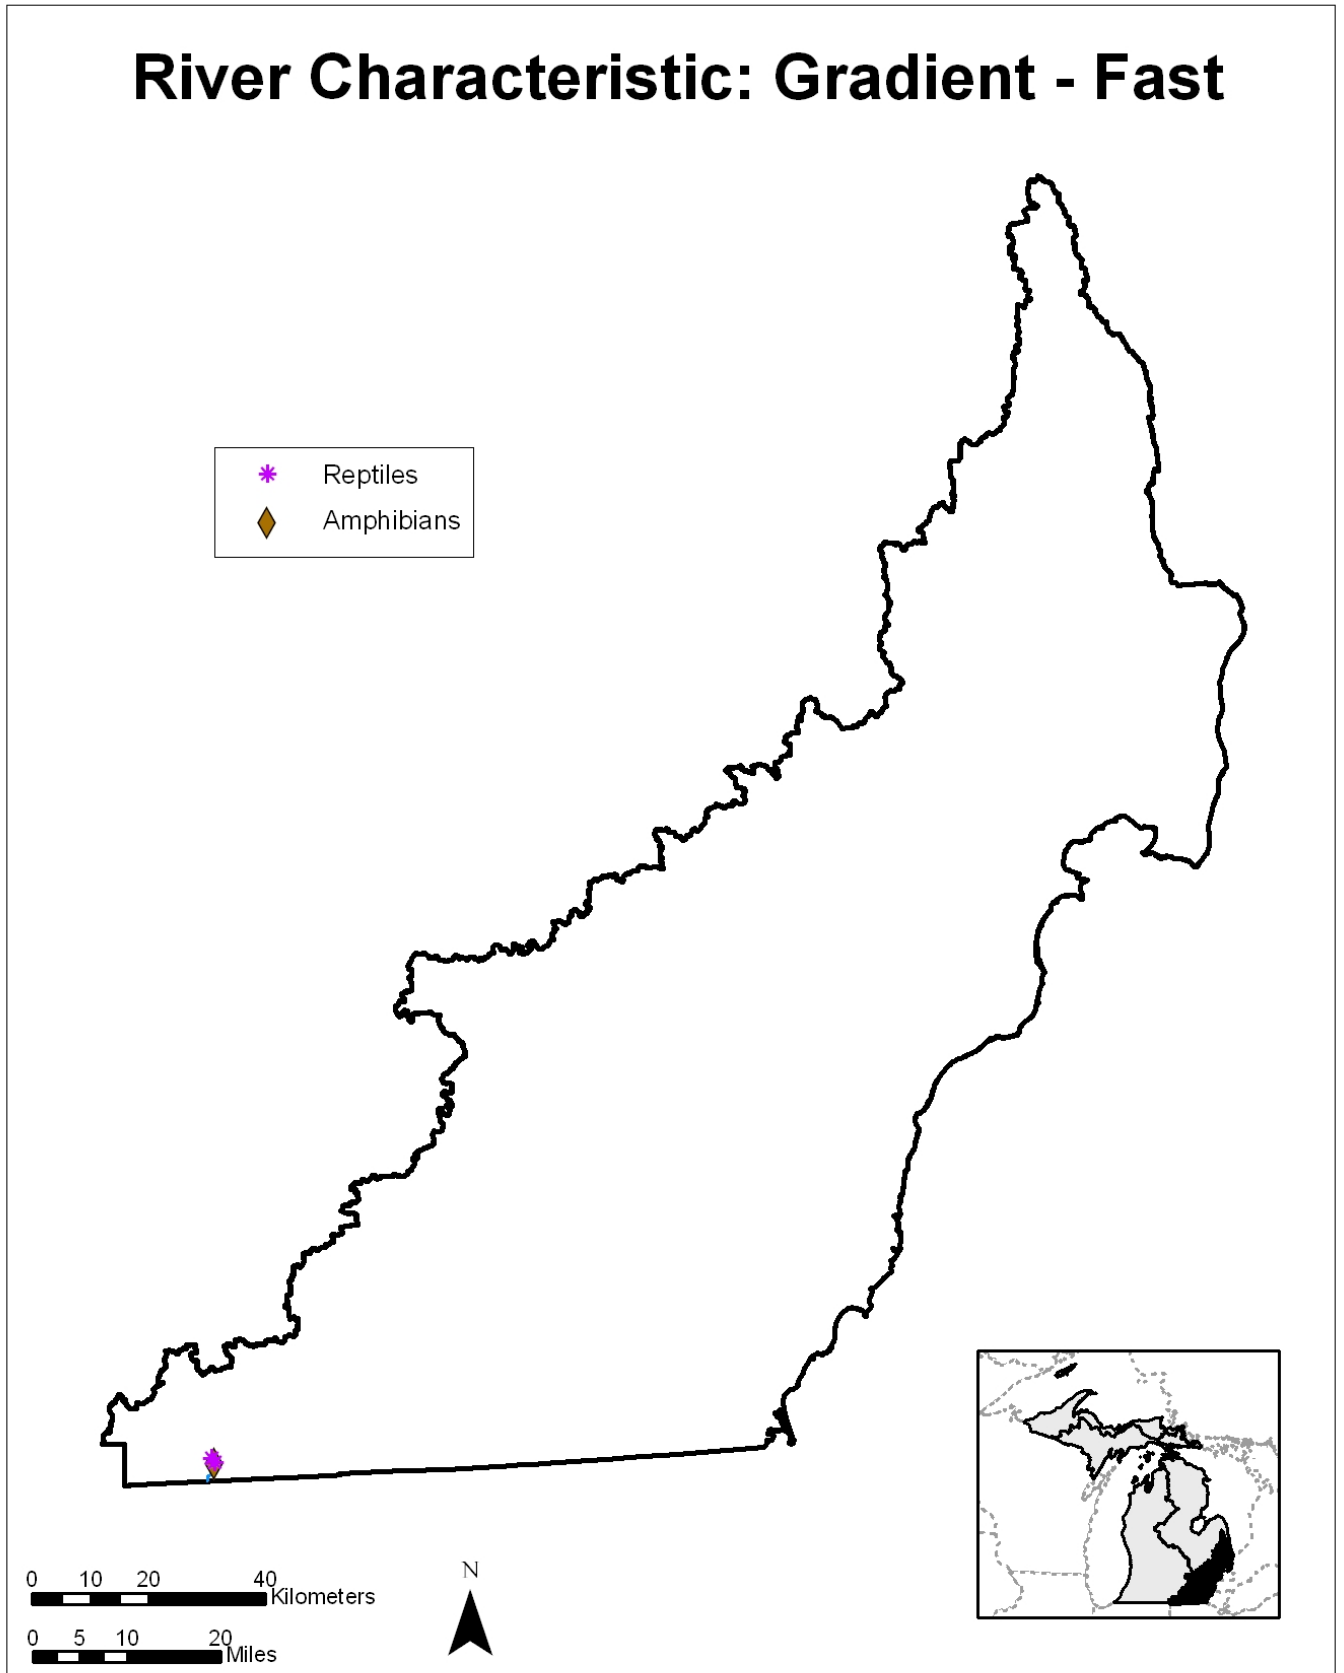 River Characteristic: Gradient - Fast
Reptiles
Amphibians
N
0 10 20 40
Kilometers
0 5 10 20
Miles